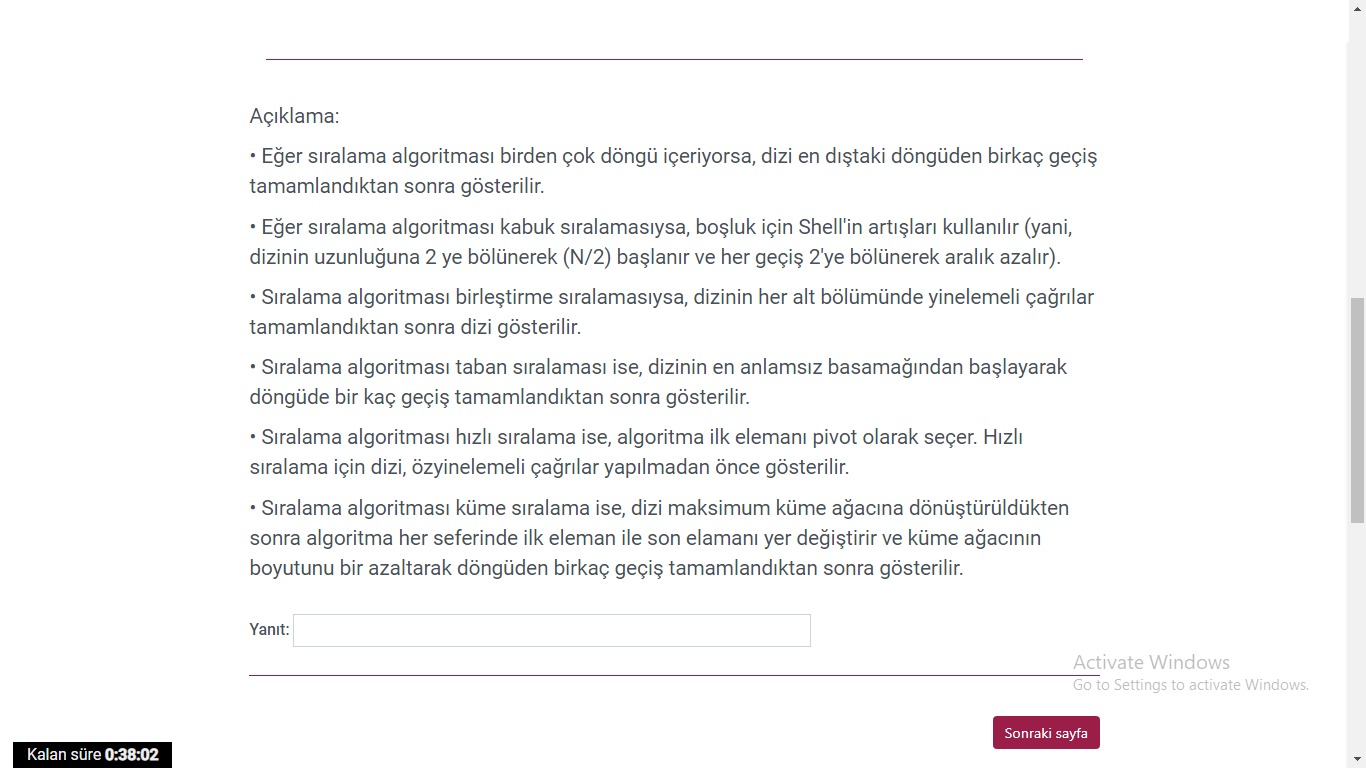 Açıklama:
• Eğer sıralama algoritması birden çok döngü içeriyorsa, dizi en dıştaki döngüden birkaç geçiş
tamamlandıktan sonra gösterilir.
• Eğer sıralama algoritması kabuk sıralamasıysa, boşluk için Shell'in artışları kullanılır (yani,
dizinin uzunluğuna 2 ye bölünerek (N/2) başlanır ve her geçiş 2'ye bölünerek aralık azalır).
• Sıralama algoritması birleştirme sıralamasıysa, dizinin her alt bölümünde yinelemeli çağrılar
tamamlandıktan sonra dizi gösterilir.
• Sıralama algoritması taban sıralaması ise, dizinin en anlamsız basamağından başlayarak
döngüde bir kaç geçiş tamamlandıktan sonra gösterilir.
• Sıralama algoritması hızlı sıralama ise, algoritma ilk elemanı pivot olarak seçer. Hızlı
sıralama için dizi, özyinelemeli çağrılar yapılmadan önce gösterilir.
• Sıralama algoritması küme sıralama ise, dizi maksimum küme ağacına dönüştürüldükten
sonra algoritma her seferinde ilk eleman ile son elamanı yer değiştirir ve küme ağacının
boyutunu bir azaltarak döngüden birkaç geçiş tamamlandıktan sonra gösterilir.
Yanıt:
Activate Windows
Go to Settings to activate Windows.
Sonraki sayfa
Kalan süre 0:38:02